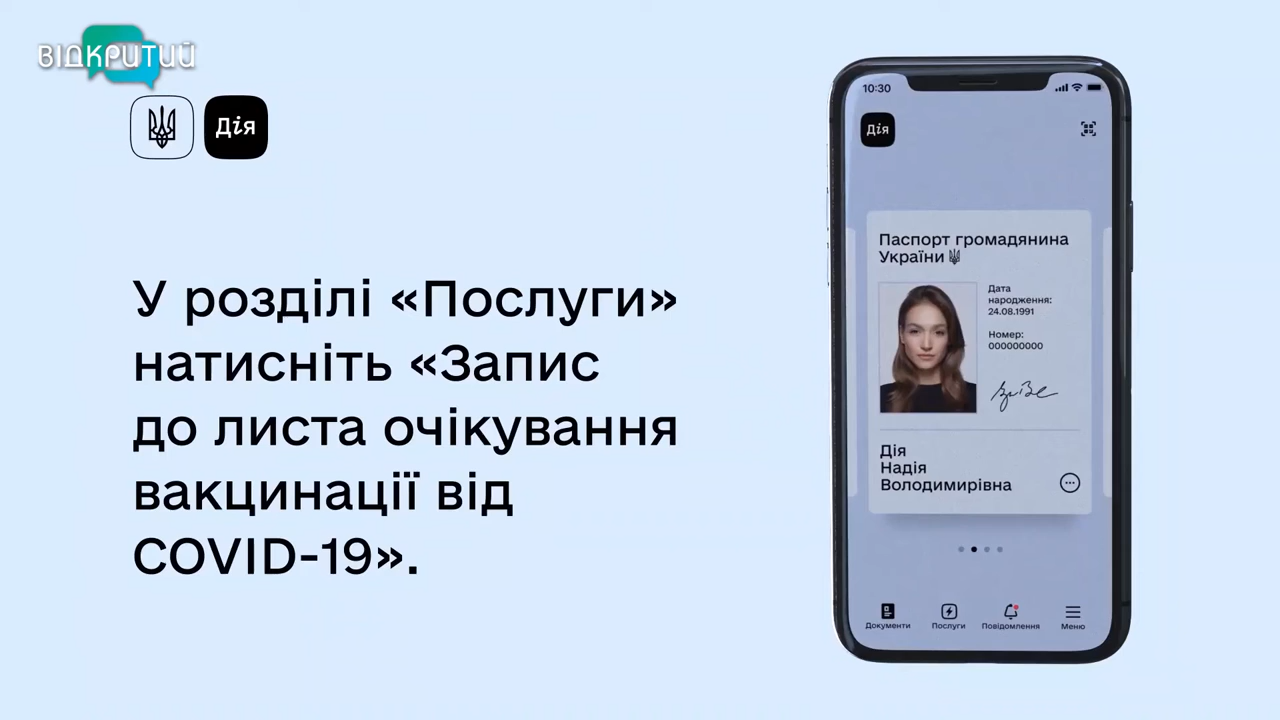 ВІДКРИТИЙ
Дія
У розділі «Послуги»
натисніть «Запис
до листа очікування
вакцинації від
COVID-19».
10:30
Дія
Паспорт громадянина
України
Дата
народження:
24.08.1991
Номер:
000000000
Дія
Надія
Володимирівна
Документи
Послуги
Повідомлення
Меню